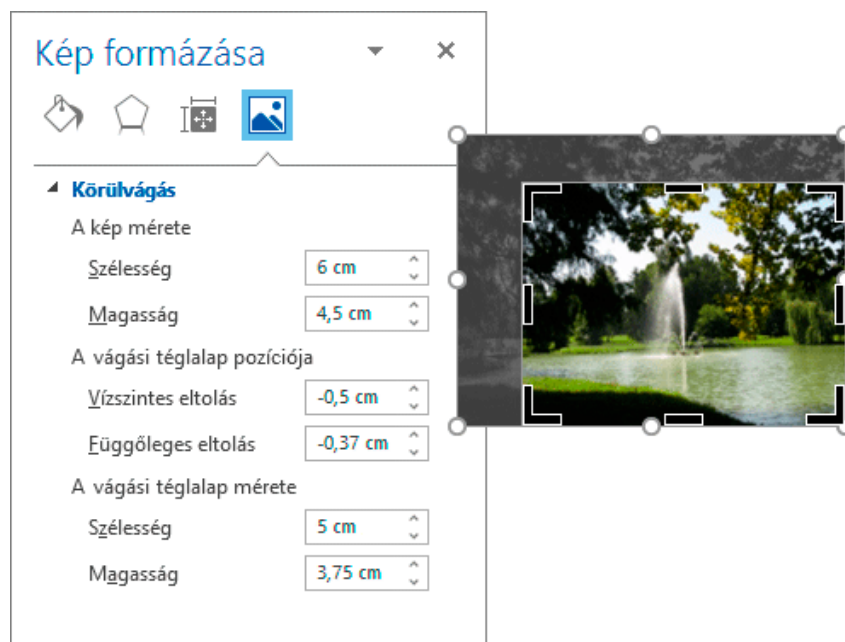 Kép formázása
Körülvágás
A kép mérete
Szélesség 6 cm
Magasság 4,5 cm
A vágási téglalap pozíciója
Vízszintes eltolás -0,5 cm
Függőleges eltolás -0,37 cm
A vágási téglalap mérete
Szélesség 5 cm
Magasság 3,75 cm